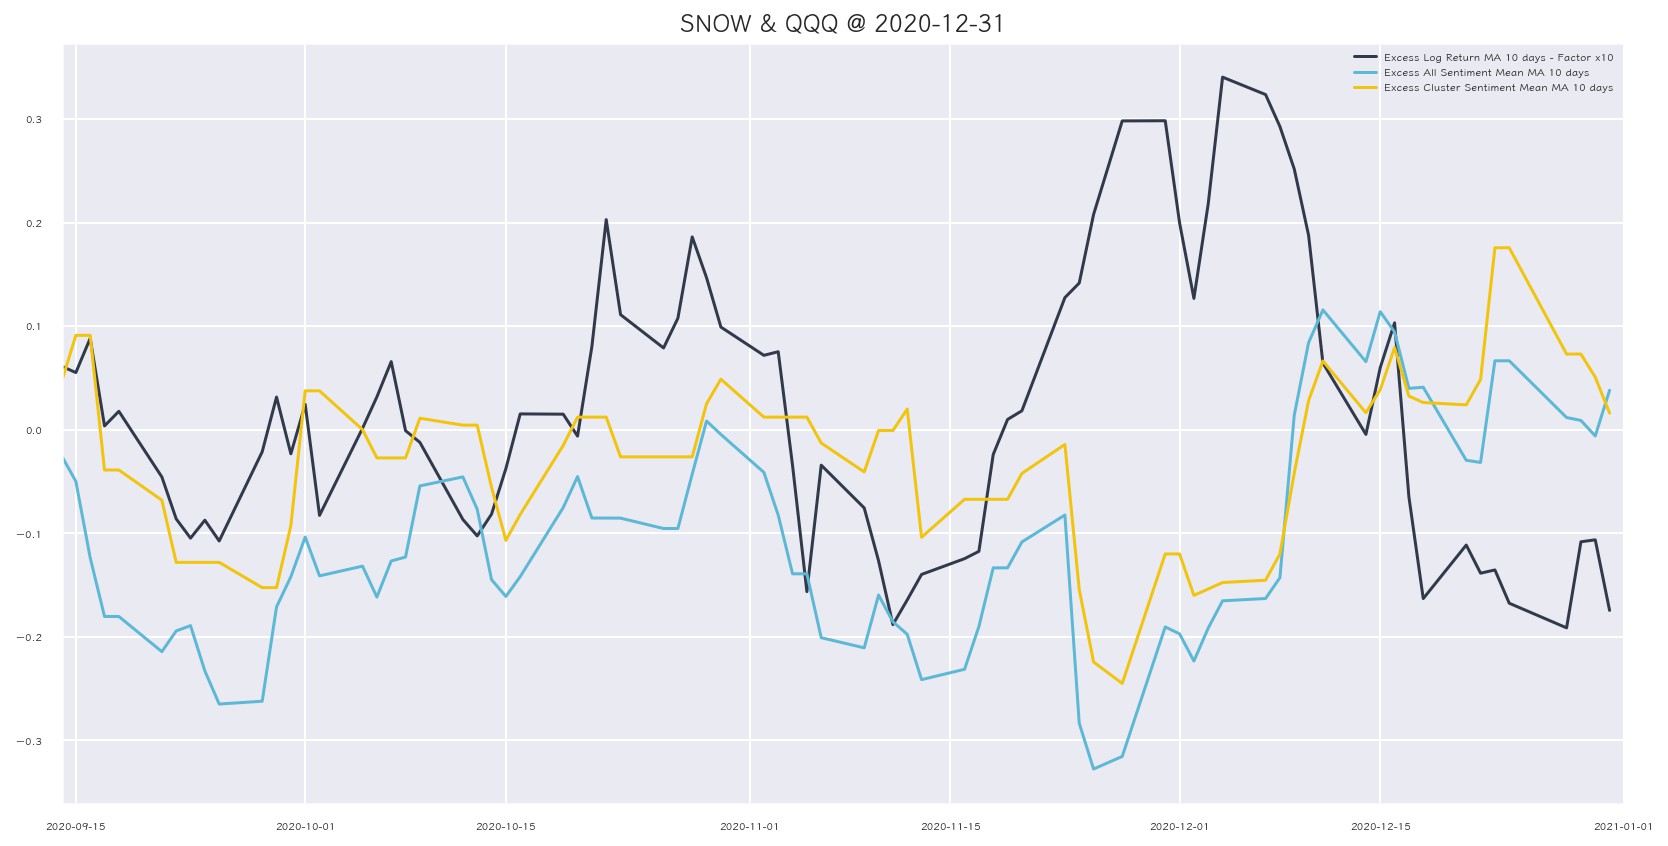 SNOW & QQQ @ 2020-12-31
Excess Log Return MA 10 days - Factor x10
Excess All Sentiment Mean MA 10 days
Excess Cluster Sentiment Mean MA 10 days
0.3
0.2
0.1
0.0
−0.1
−0.2
−0.3
2020-09-15 2020-10-01 2020-10-15 2020-11-01 2020-11-15 2020-12-01 2020-12-15 2021-01-01